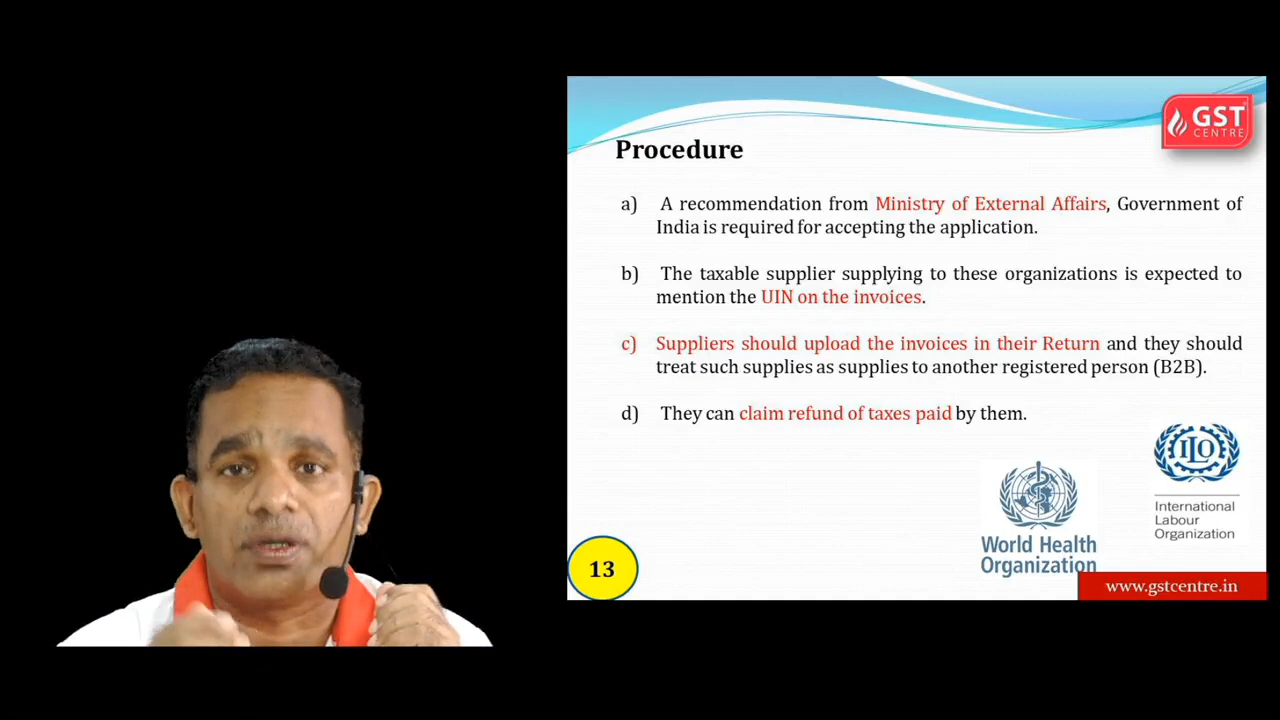 GST
CENTRE
Procedure
a) A recommendation from Ministry of External Affairs, Government of
India is required for accepting the application.
b) The taxable supplier supplying to these organizations is expected to
mention the UIN on the invoices.
c) Suppliers should upload the invoices in their Return and they should
treat such supplies as supplies to another registered person (B2B).
d) They can claim refund of taxes paid by them.
ILO
International
Labour
Organization
World Health
Organization
13
www.gstcentre.in